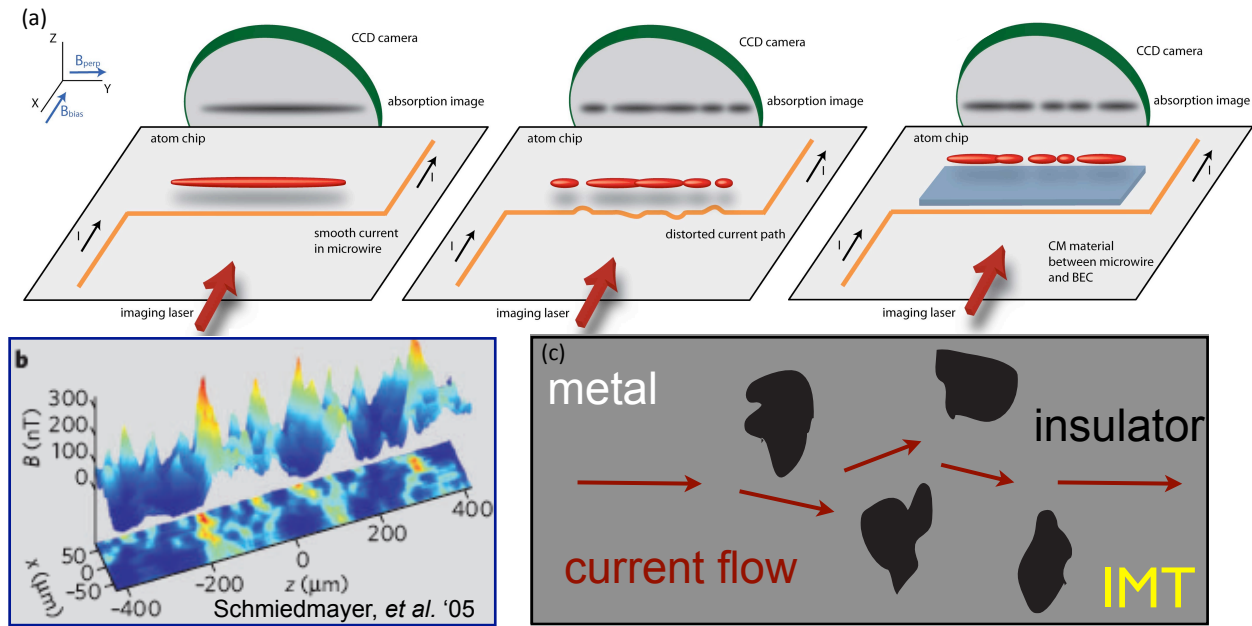 (a)
Z
B_perp
X
Y
B_bias
CCD camera
absorption image
atom chip
I
I
smooth current
in microwire
imaging laser
CCD camera
absorption image
atom chip
I
I
distorted current path
imaging laser
CCD camera
absorption image
atom chip
I
I
CM material
between microwire
and BEC
imaging laser
b
300
200
100
0
B (nT)
50
0
-50
x (μm)
-400
-200
0
200
400
z (μm)
Schmiedmayer, et al. ‘05
(c)
metal
insulator
current flow
IMT